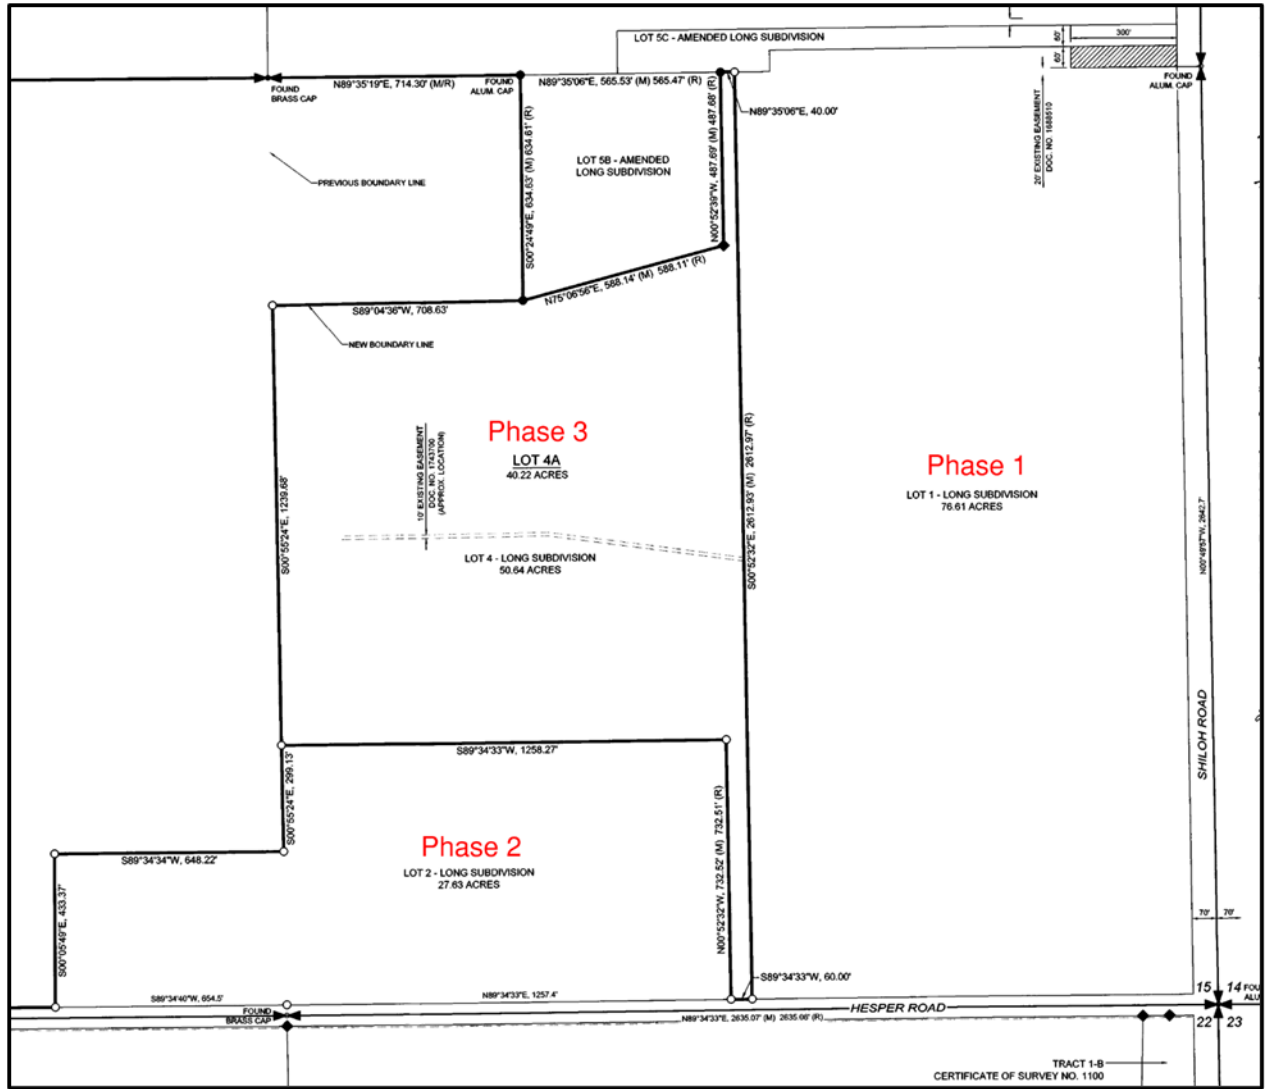 LOT 5C - AMENDED LONG SUBDIVISION
300'
60'
60'
FOUND
BRASS CAP
N89°35'19"E, 714.30' (M/R)
FOUND
ALUM. CAP
N89°35'06"E, 565.53' (M) 565.47' (R)
N89°35'06"E, 40.00'
FOUND
ALUM. CAP
20' EXISTING EASEMENT
DOC. NO. 1688510
S00°24'49"E, 634.63' (M) 634.61' (R)
LOT 5B - AMENDED
LONG SUBDIVISION
N00°52'39"W, 487.69' (M) 487.68' (R)
PREVIOUS BOUNDARY LINE
N75°06'56"E, 588.14' (M) 588.11' (R)
S89°04'36"W, 708.63'
NEW BOUNDARY LINE
Phase 3
LOT 4A
40.22 ACRES
10' EXISTING EASEMENT
DOC. NO. 1743700
(APPROX. LOCATION)
Phase 1
LOT 1 - LONG SUBDIVISION
76.61 ACRES
S00°55'24"E, 1239.68'
S00°52'32"E, 2612.93' (M) 2612.97' (R)
N00°49'57"W, 2642.7'
LOT 4 - LONG SUBDIVISION
50.64 ACRES
SHILOH ROAD
S89°34'33"W, 1258.27'
S00°55'24"E, 299.13'
Phase 2
LOT 2 - LONG SUBDIVISION
27.63 ACRES
S89°34'34"W, 648.22'
S00°05'49"E, 433.37'
N00°52'32"W, 732.52' (M) 732.51' (R)
70' 70'
S89°34'33"W, 60.00'
S89°34'40"W, 654.5'
N89°34'33"E, 1257.4'
15 14
FOU
ALU
HESPER ROAD
FOUND
BRASS CAP
N89°34'33"E, 2635.07' (M) 2635.06' (R)
22 23
TRACT 1-B
CERTIFICATE OF SURVEY NO. 1100